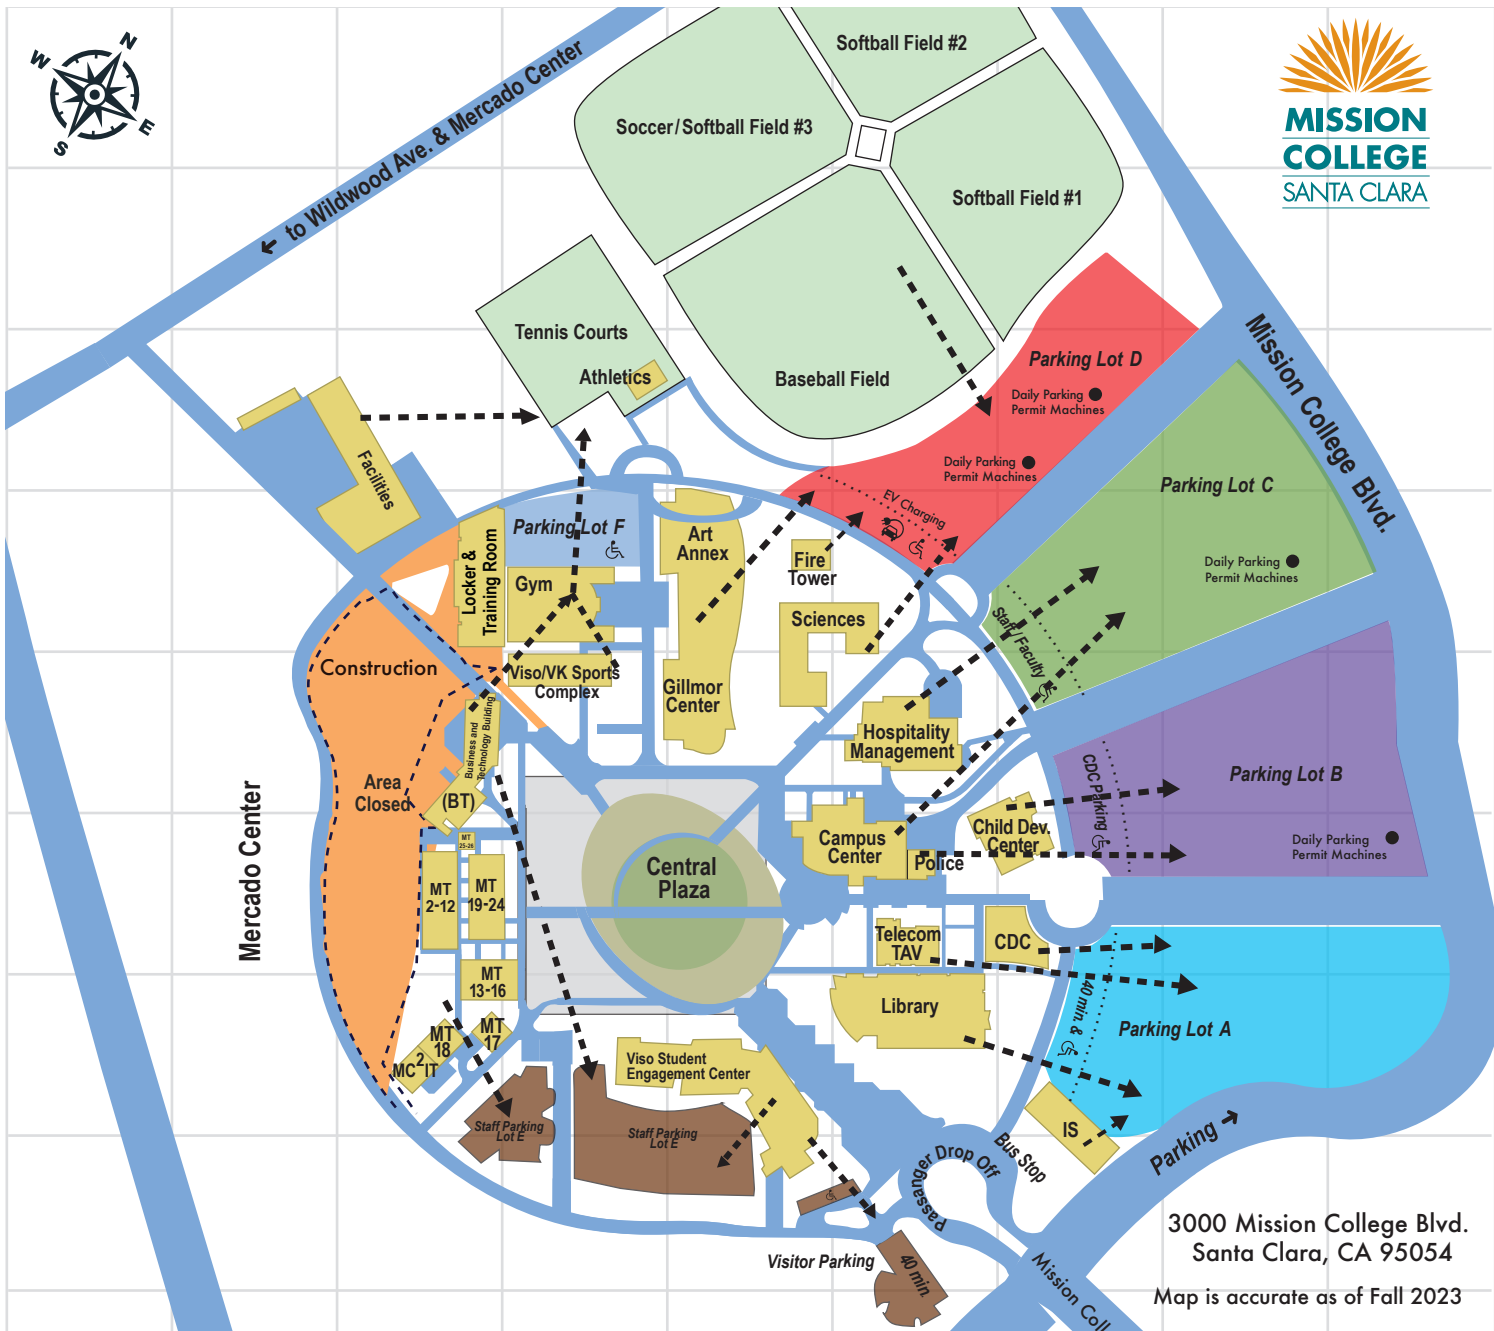 N
W
E
S
to Wildwood Ave. & Mercado Center
Softball Field #2
Soccer/Softball Field #3
Softball Field #1
MISSION
COLLEGE
SANTA CLARA
Tennis Courts
Athletics
Baseball Field
Parking Lot D
Daily Parking
Permit Machines
Daily Parking
Permit Machines
EV Charging
Mission College Blvd.
Parking Lot C
Daily Parking
Permit Machines
Staff / Faculty
Facilities
Parking Lot F
Locker &
Training Room
Gym
Art
Annex
Fire
Tower
Sciences
Construction
Viso/VK Sports
Complex
Gillmor
Center
Hospitality
Management
Business and
Technology Building
(BT)
Area
Closed
Mercado Center
Parking Lot B
CDC Parking
Daily Parking
Permit Machines
Campus
Center
Police
Child Dev.
Center
Central
Plaza
MT
25-26
MT
2-12
MT
19-24
MT
13-16
MT
17
MT
18
MC2IT
Telecom
TAV
CDC
Library
40 min. &
Parking Lot A
Viso Student
Engagement Center
Staff Parking
Lot E
Staff Parking
Lot E
IS
Bus Stop
Passanger Drop Off
Parking
Visitor Parking
40 min.
Mission Coll
3000 Mission College Blvd.
Santa Clara, CA 95054
Map is accurate as of Fall 2023